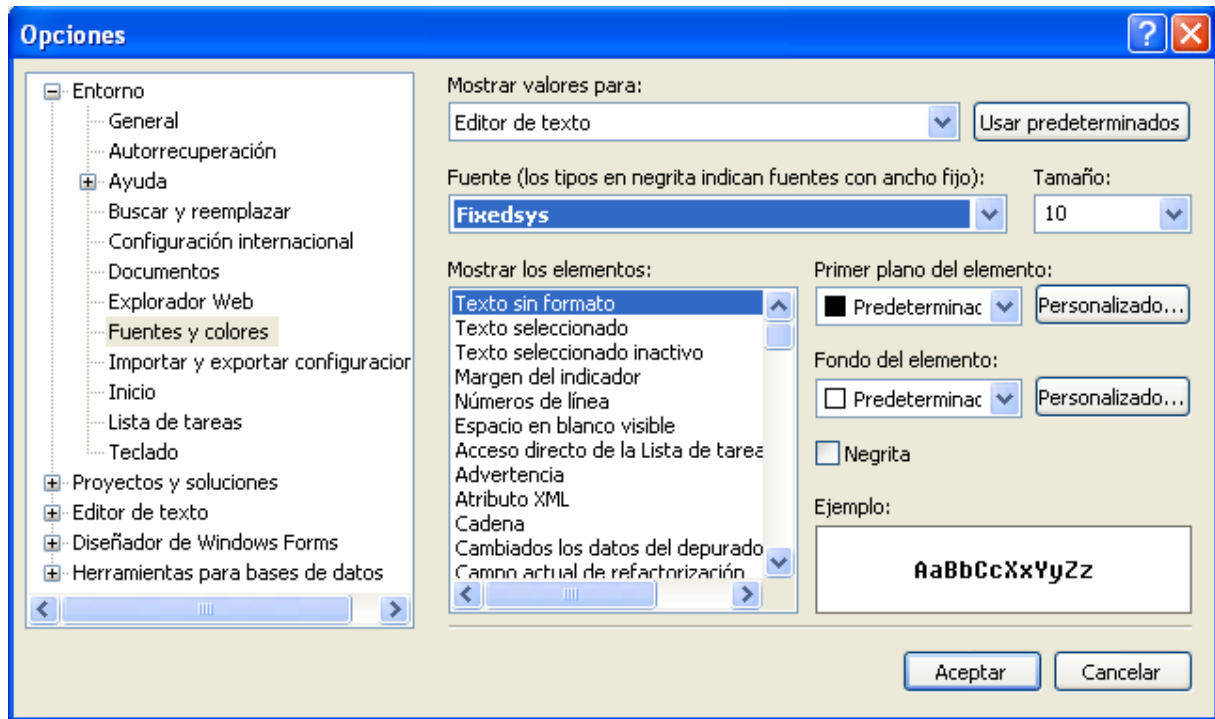 Opciones
Entorno
General
Autorrecuperación
Ayuda
Buscar y reemplazar
Configuración internacional
Documentos
Explorador Web
Fuentes y colores
Importar y exportar configuracior
Inicio
Lista de tareas
Teclado
Proyectos y soluciones
Editor de texto
Diseñador de Windows Forms
Herramientas para bases de datos
Mostrar valores para:
Editor de texto
Usar predeterminados
Fuente (los tipos en negrita indican fuentes con ancho fijo):
Tamaño:
Fixedsys
10
Mostrar los elementos:
Texto sin formato
Texto seleccionado
Texto seleccionado inactivo
Margen del indicador
Números de línea
Espacio en blanco visible
Acceso directo de la Lista de tarea
Advertencia
Atributo XML
Cadena
Cambiados los datos del depurado
Campo actual de refactorización
Primer plano del elemento:
Predeterminac
Personalizado...
Fondo del elemento:
Predeterminac
Personalizado...
Negrita
Ejemplo:
AaBbCcXxYyZz
Aceptar
Cancelar